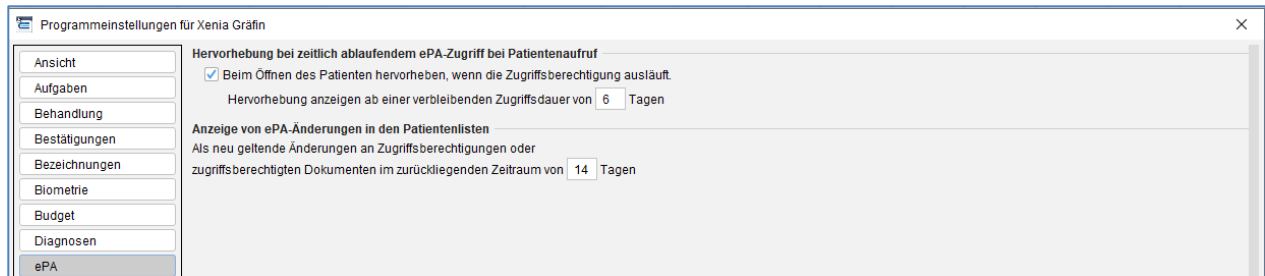 Programmeinstellungen für Xenia Gräfin
Ansicht
Aufgaben
Behandlung
Bestätigungen
Bezeichnungen
Biometrie
Budget
Diagnosen
ePA
Hervorhebung bei zeitlich ablaufendem ePA-Zugriff bei Patientenaufruf
Beim Öffnen des Patienten hervorheben, wenn die Zugriffsberechtigung ausläuft.
Hervorhebung anzeigen ab einer verbleibenden Zugriffsdauer von 6 Tagen
Anzeige von ePA-Änderungen in den Patientenlisten
Als neu geltende Änderungen an Zugriffsberechtigungen oder
zugriffsberechtigten Dokumenten im zurückliegenden Zeitraum von 14 Tagen